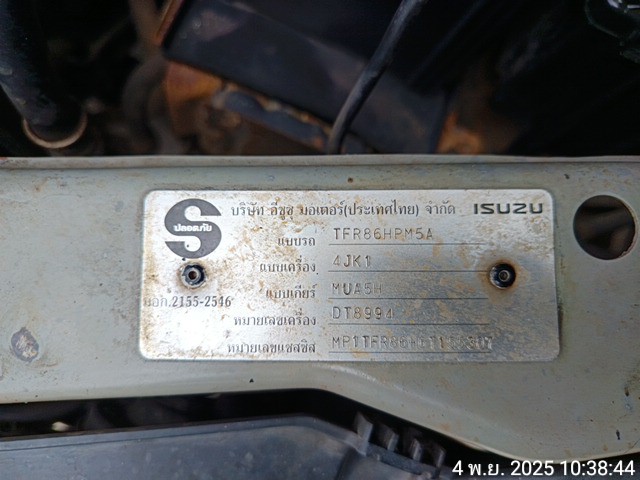 บริษัท อีซูซุ มอเตอร์(ประเทศไทย) จำกัด ISUZU
ปลอดภัย
แบบรถ TFR86HPM5A
แบบเครื่อง 4JK1
แบบเกียร์ MUA5H
มอก.2155-2546
หมายเลขเครื่อง DT8994
หมายเลขแชสซิส
4 พ.ย. 2025 10:38:44